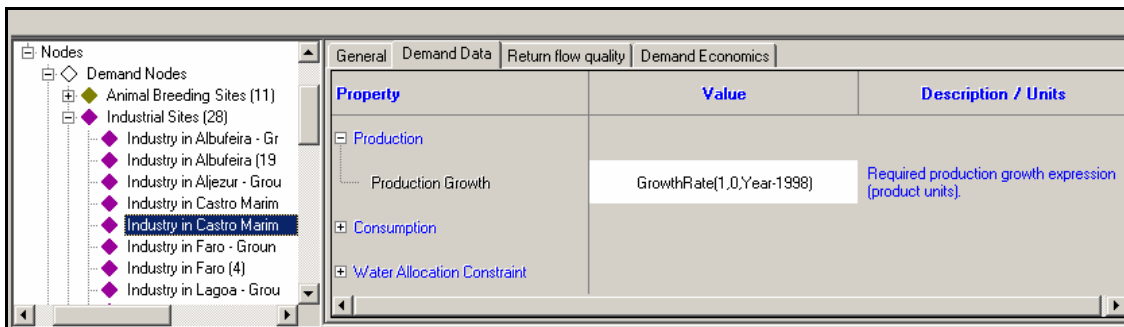 Nodes
Demand Nodes
Animal Breeding Sites (11)
Industrial Sites (28)
Industry in Albufeira - Gr
Industry in Albufeira (19
Industry in Aljezur - Grou
Industry in Castro Marim
Industry in Castro Marim
Industry in Faro - Groun
Industry in Faro (4)
Industry in Lagoa - Grou
General Demand Data Return flow quality Demand Economics
Property Value Description / Units
Production
Production Growth GrowthRate(1,0,Year-1998) Required production growth expression
(product units).
Consumption
Water Allocation Constraint